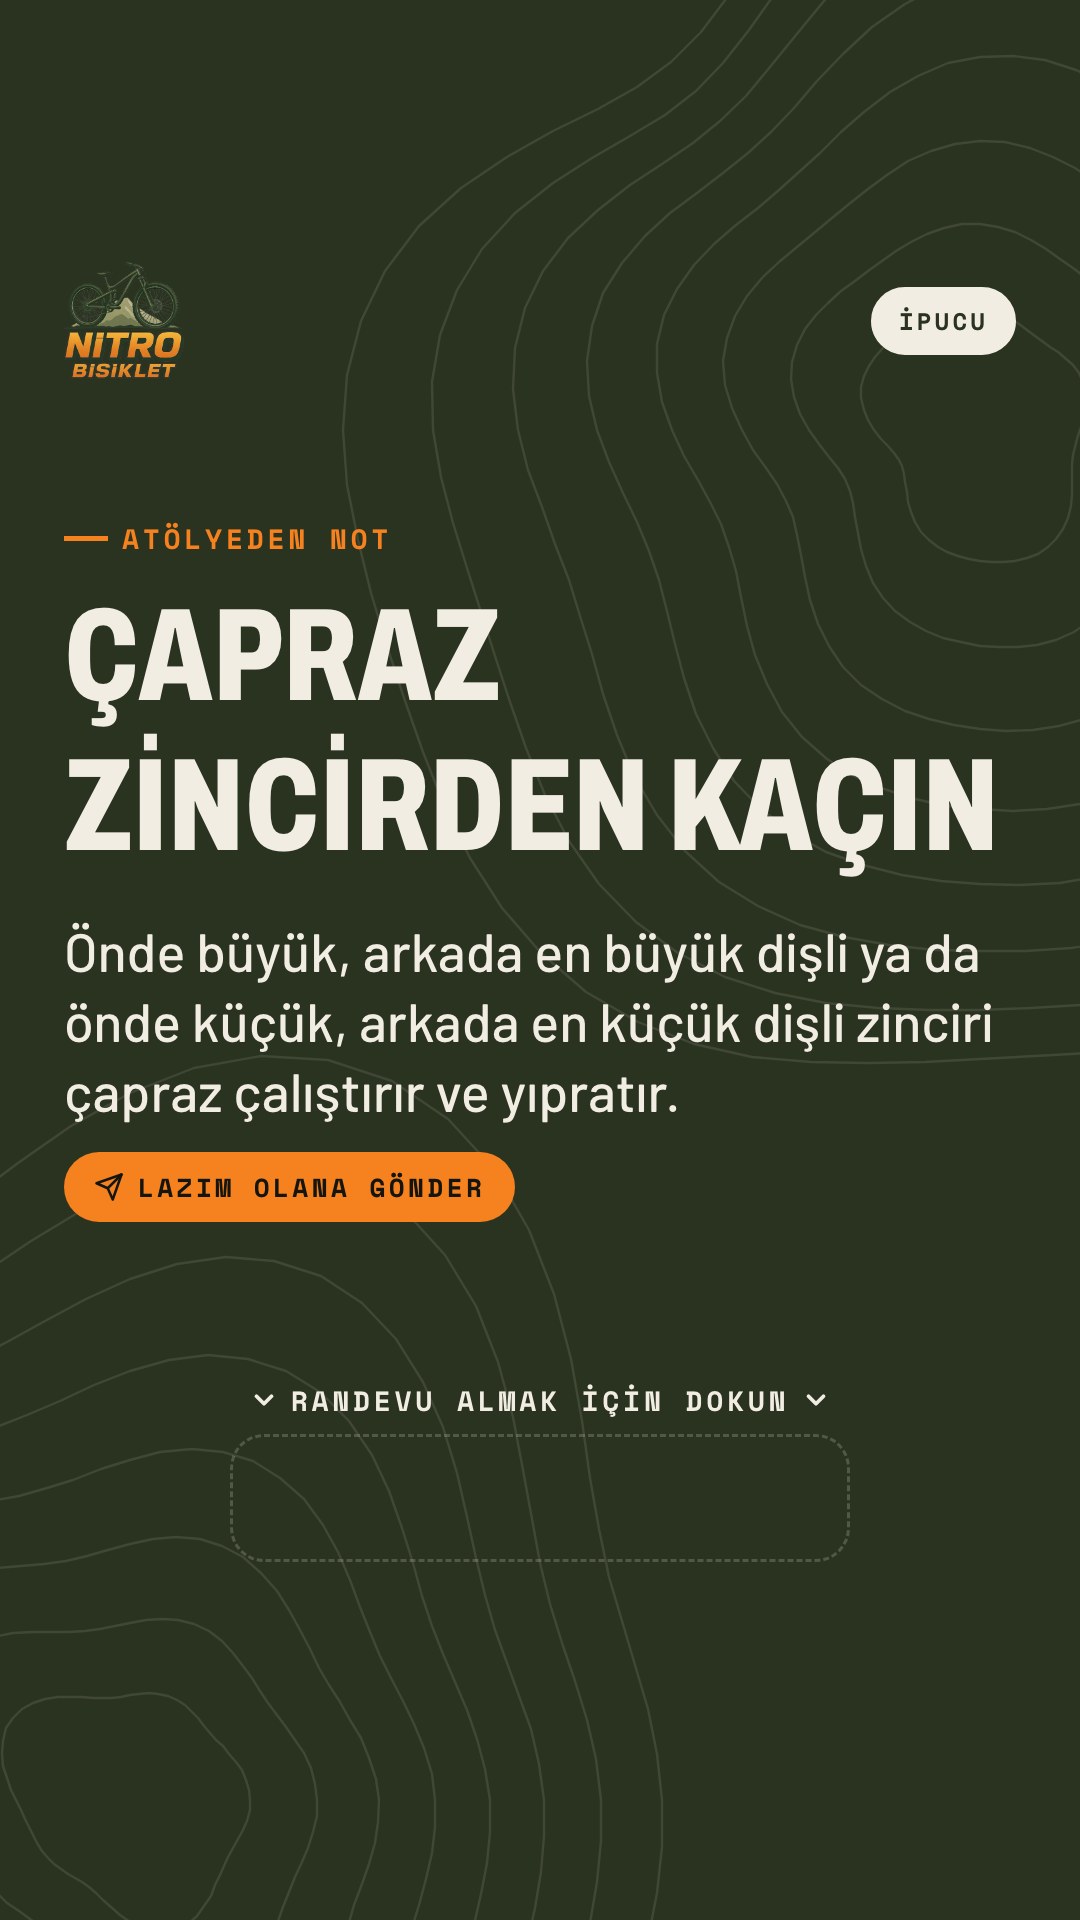 NiTRO
BiSiKLET
İPUCU
ATÖLYEDEN NOT
ÇAPRAZ
ZİNCİRDEN KAÇIN
Önde büyük, arkada en büyük dişli ya da
önde küçük, arkada en küçük dişli zinciri
çapraz çalıştırır ve yıpratır.
LAZIM OLANA GÖNDER
RANDEVU ALMAK İÇİN DOKUN